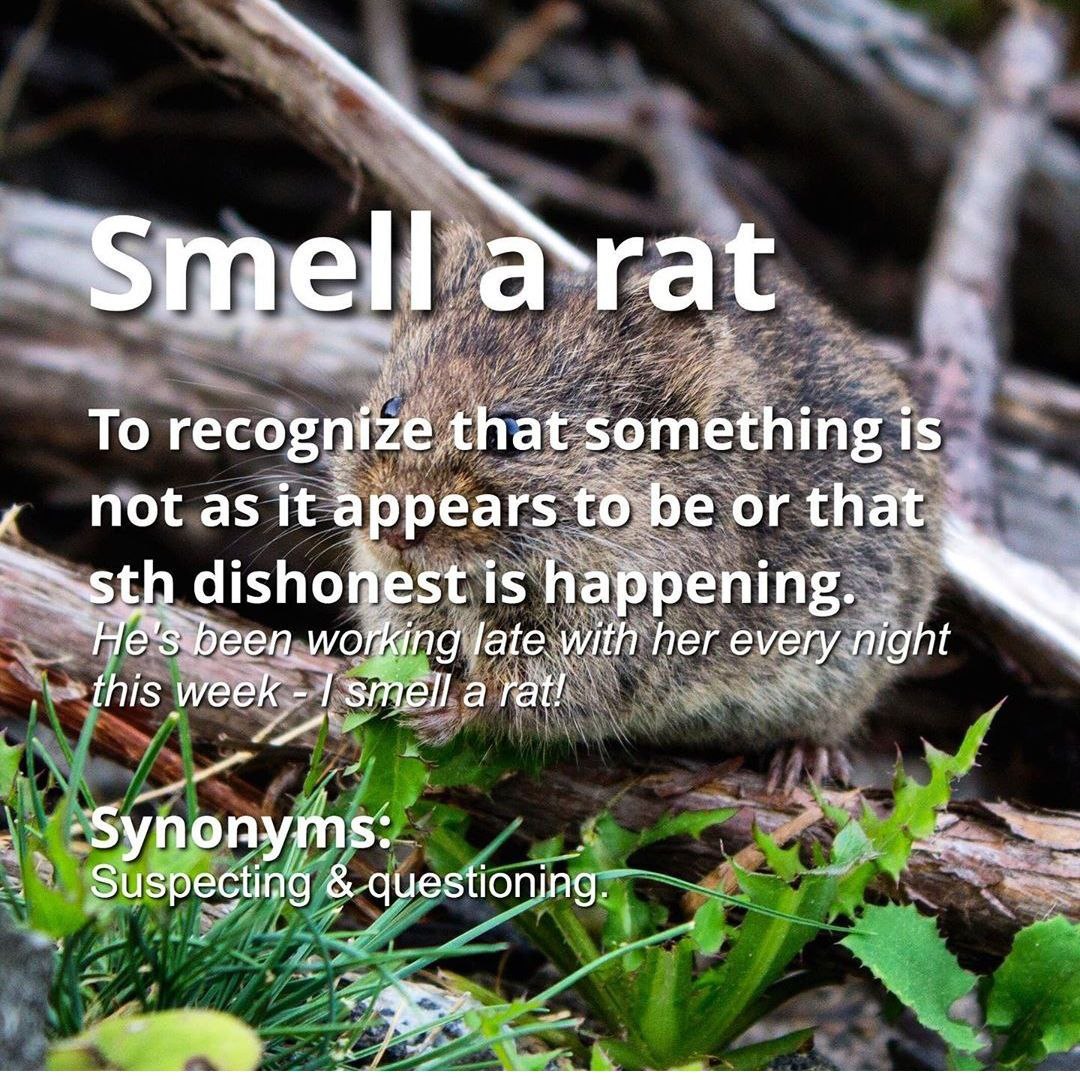 Smell a rat
To recognize that something is
not as it appears to be or that
sth dishonest is happening.
He's been working late with her every night
this week - I smell a rat!
Synonyms:
Suspecting & questioning.